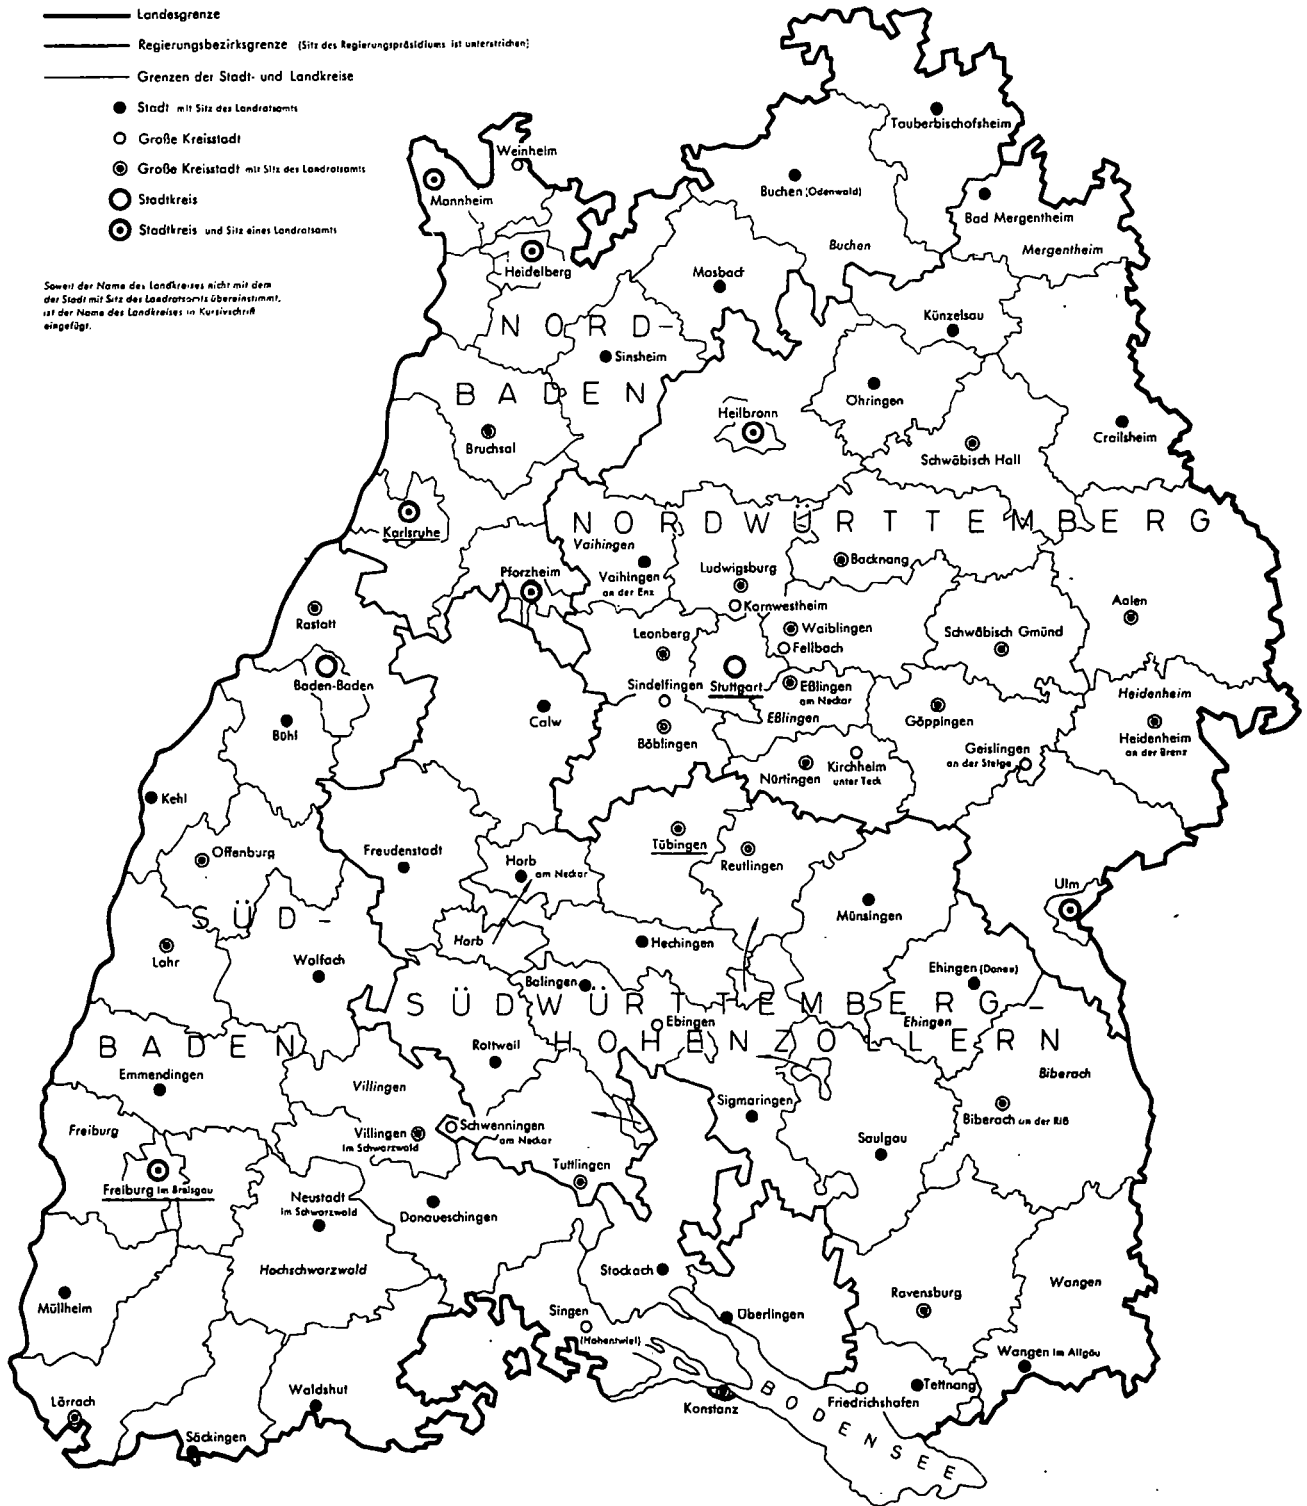 Landesgrenze
Regierungsbezirksgrenze (Sitz des Regierungspräsidiums ist unterstrichen)
Grenzen der Stadt- und Landkreise
Stadt mit Sitz des Landratsamts
Große Kreisstadt
Große Kreisstadt mit Sitz des Landratsamts
Stadtkreis
Stadtkreis und Sitz eines Landratsamts
Soweit der Name des Landkreises nicht mit dem
der Stadt mit Sitz des Landratsamts übereinstimmt,
ist der Name des Landkreises in Kursivschrift
eingefügt.
Tauberbischofsheim
Weinheim
Mannheim
Buchen (Odenwald)
Bad Mergentheim
Buchen
Mergentheim
Heidelberg
Mosbach
Künzelsau
NORD-
Sinsheim
BADEN
Öhringen
Heilbronn
Crailsheim
Bruchsal
Schwäbisch Hall
Karlsruhe
NORDWÜRTTEMBERG
Vaihingen
Backnang
Pforzheim
Vaihingen
an der Enz
Ludwigsburg
Kornwestheim
Rastatt
Aalen
Leonberg
Waiblingen
Schwäbisch Gmünd
Fellbach
Baden-Baden
Sindelfingen
Stuttgart
Eßlingen
am Neckar
Heidenheim
Eßlingen
Calw
Göppingen
Bühl
Böblingen
Heidenheim
an der Brenz
Geislingen
an der Steige
Nürtingen
Kirchheim
unter Teck
Kehl
Tübingen
Offenburg
Freudenstadt
Horb
am Neckar
Reutlingen
Ulm
Münsingen
SÜD-
Horb
Hechingen
Lahr
Wolfach
Balingen
Ehingen (Donau)
SÜDWÜRTTEMBERG-
Ehingen
Ebingen
HOHENZOLLERN
BADEN
Rottweil
Emmendingen
Villingen
Biberach
Sigmaringen
Biberach an der Riß
Freiburg
Villingen
im Schwarzwald
Schwenningen
am Neckar
Saulgau
Tuttlingen
Freiburg im Breisgau
Neustadt
im Schwarzwald
Donaueschingen
Hochschwarzwald
Stockach
Wangen
Müllheim
Ravensburg
Singen
(Hohentwiel)
Überlingen
Wangen im Allgäu
Waldshut
Tettnang
Lörrach
Konstanz
Friedrichshafen
BODENSEE
Säckingen